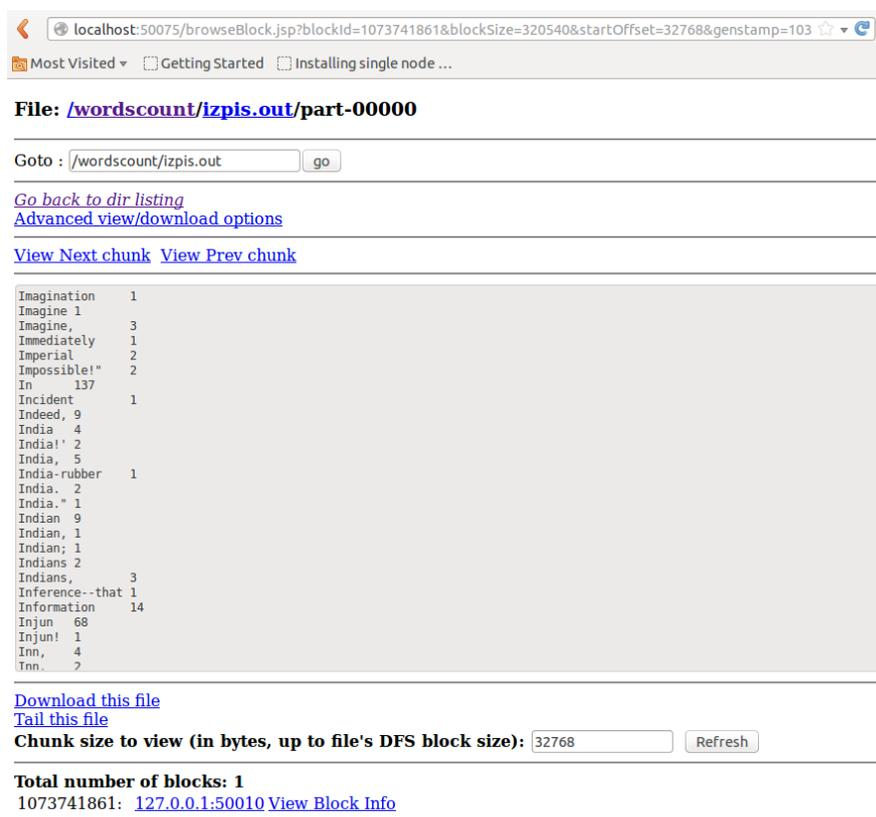 localhost:50075/browseBlock.jsp?blockId=1073741861&blockSize=320540&startOffset=32768&genstamp=103
Most Visited Getting Started Installing single node ...
File: /wordscount/izpis.out/part-00000
Goto : /wordscount/izpis.out go
Go back to dir listing
Advanced view/download options
View Next chunk View Prev chunk
Imagination 1
Imagine 1
Imagine, 3
Immediately 1
Imperial 2
Impossible!" 2
In 137
Incident 1
Indeed, 9
India 4
India!' 2
India, 5
India-rubber 1
India. 2
India." 1
Indian 9
Indian, 1
Indian; 1
Indians 2
Indians, 3
Inference--that 1
Information 14
Injun 68
Injun! 1
Inn, 4
Inn. 2
Download this file
Tail this file
Chunk size to view (in bytes, up to file's DFS block size): 32768 Refresh
Total number of blocks: 1
1073741861: 127.0.0.1:50010 View Block Info